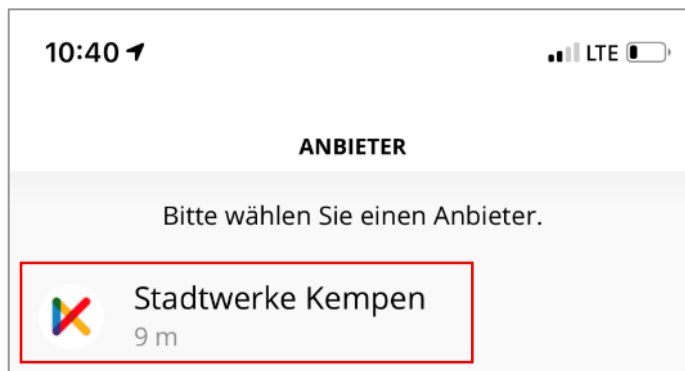 10:40 LTE
ANBIETER
Bitte wählen Sie einen Anbieter.
Stadtwerke Kempen
9 m